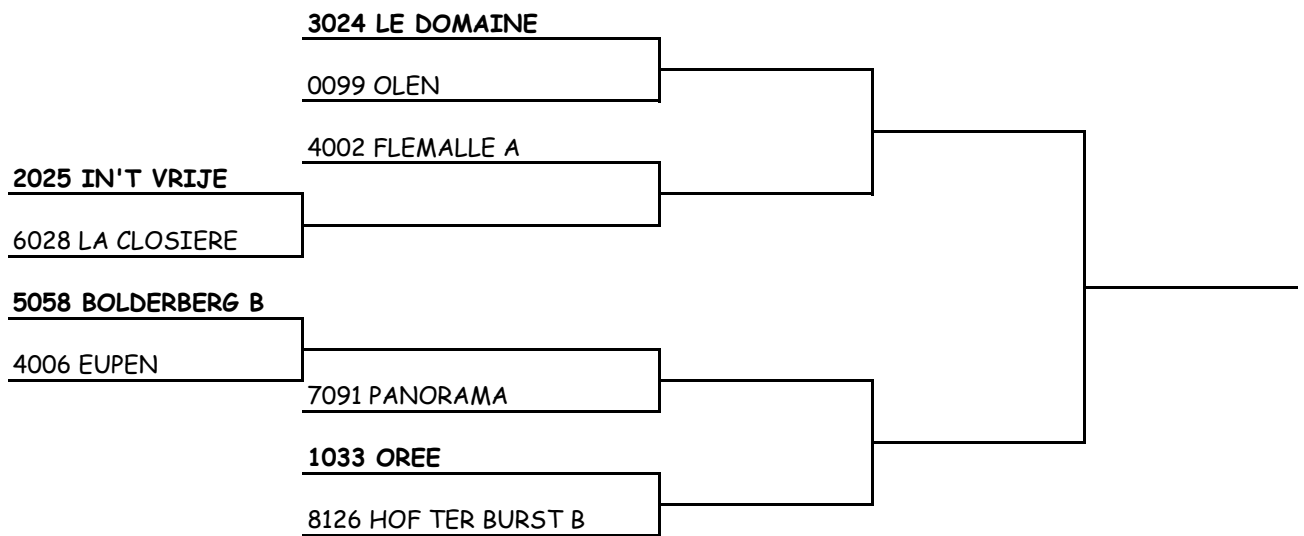 3024 LE DOMAINE
0099 OLEN
4002 FLEMALLE A
2025 IN'T VRIJE
6028 LA CLOSIERE
5058 BOLDERBERG B
4006 EUPEN
7091 PANORAMA
1033 OREE
8126 HOF TER BURST B